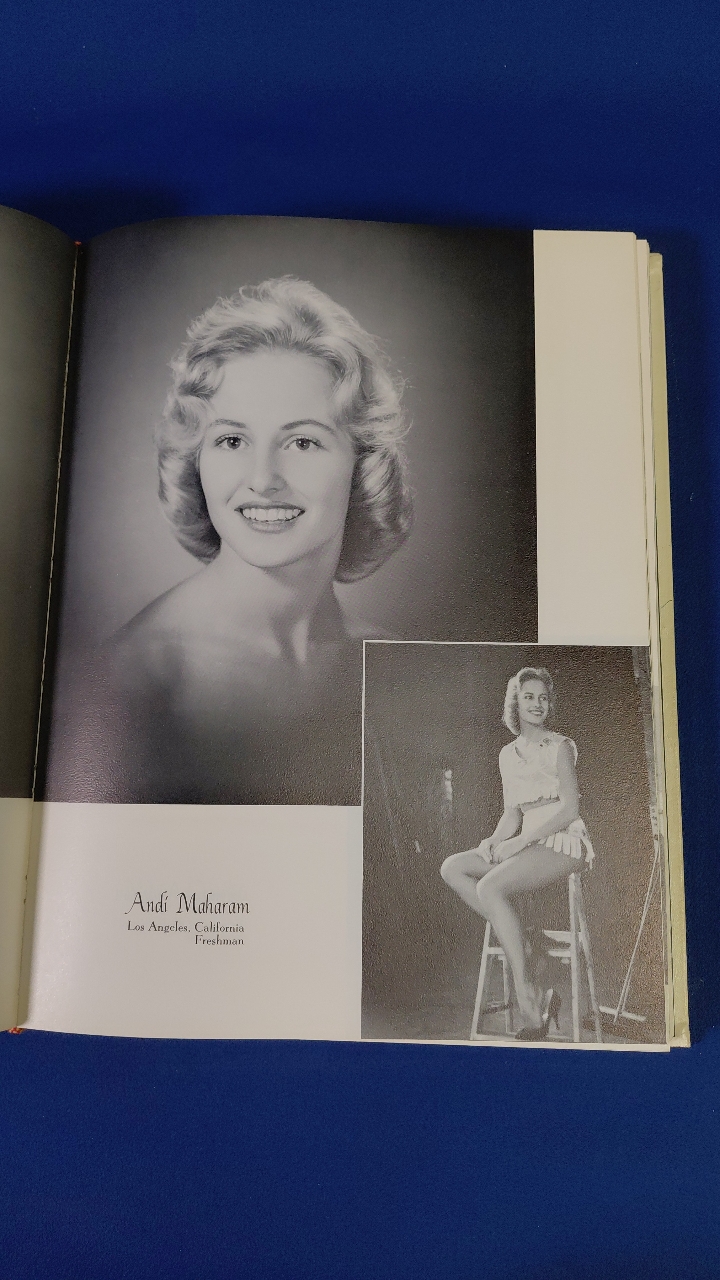 Andi Maharam
Los Angeles, California
Freshman